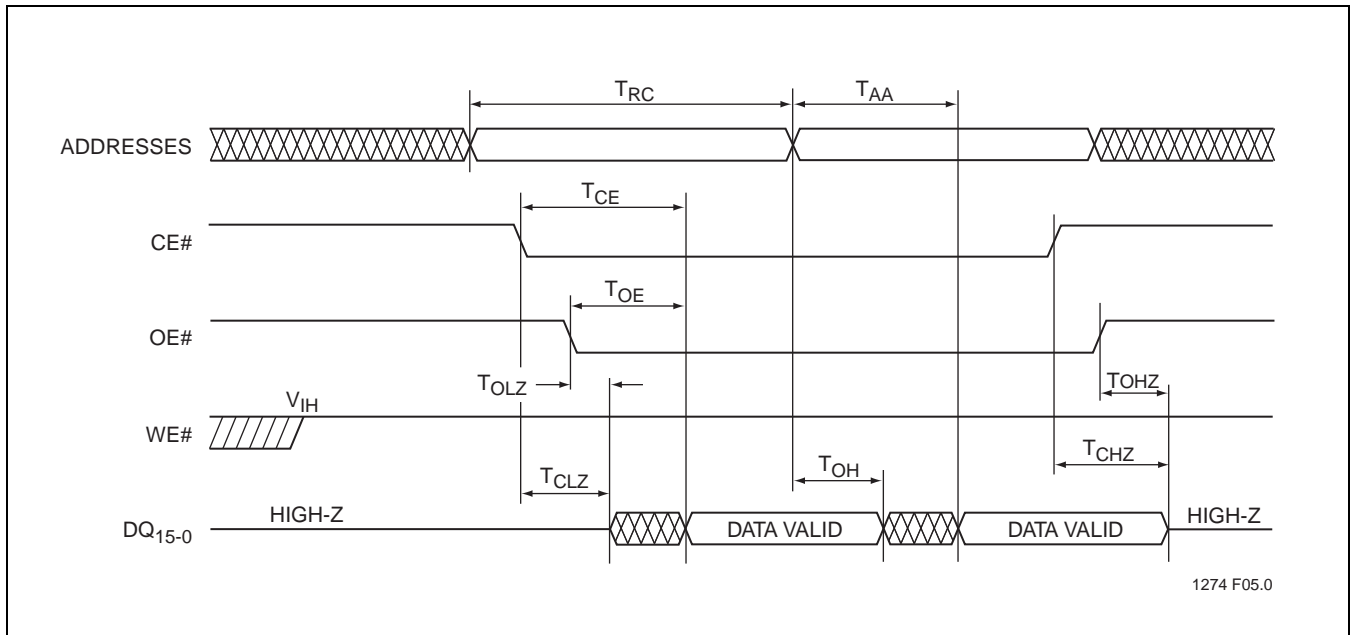 TRC TAA
ADDRESSES
TCE
CE#
TOE
OE#
TOLZ TOHZ
VIH
WE#
TCHZ
TCLZ TOH
HIGH-Z DATA VALID DATA VALID HIGH-Z
DQ15-0
1274 F05.0